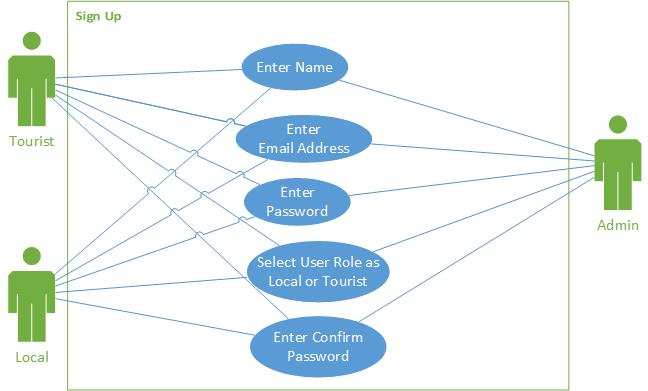 Sign Up
Tourist
Enter Name
Enter
Email Address
Enter
Password
Admin
Select User Role as
Local or Tourist
Enter Confirm
Password
Local